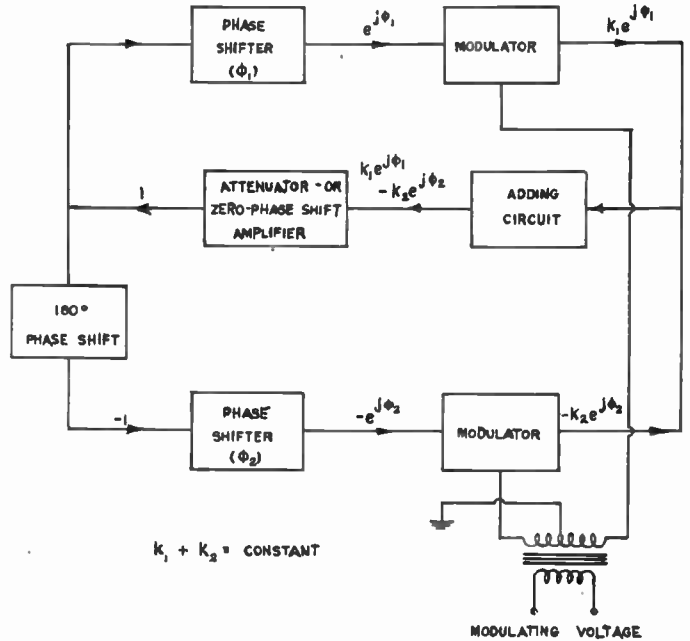 PHASE
SHIFTER
(ϕ₁)
e^{jϕ₁}
MODULATOR
k₁e^{jϕ₁}
1
ATTENUATOR-OR
ZERO-PHASE SHIFT
AMPLIFIER
k₁e^{jϕ₁}
-k₂e^{jϕ₂}
ADDING
CIRCUIT
180°
PHASE SHIFT
-1
PHASE
SHIFTER
(ϕ₂)
-e^{jϕ₂}
MODULATOR
-k₂e^{jϕ₂}
k₁ + k₂ = CONSTANT
MODULATING VOLTAGE